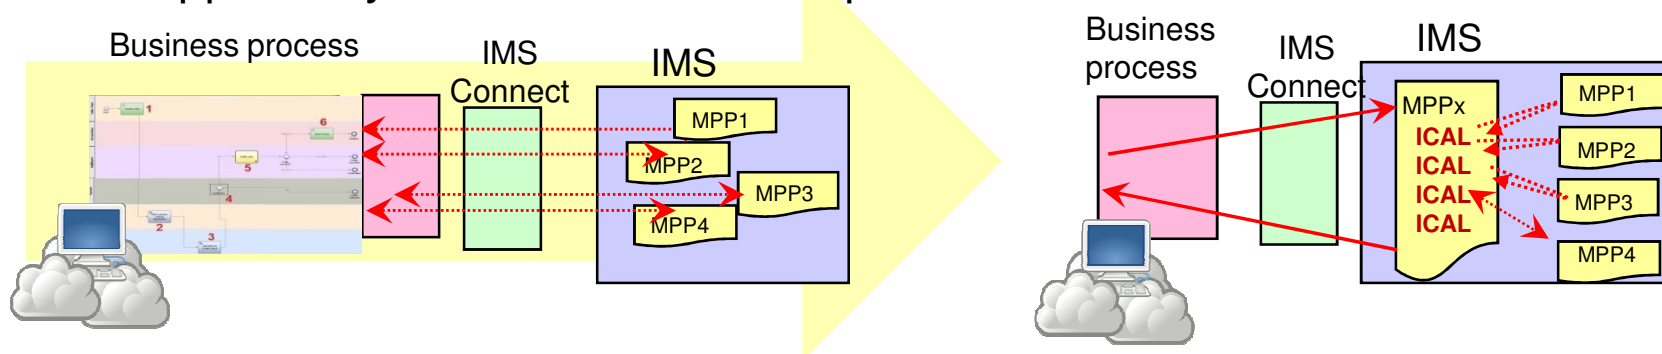 Business process
IMS
Connect
IMS
1
6
5
4
2
3
MPP1
MPP2
MPP3
MPP4
Business
process
IMS
Connect
IMS
MPPx
ICAL
ICAL
ICAL
ICAL
MPP1
MPP2
MPP3
MPP4